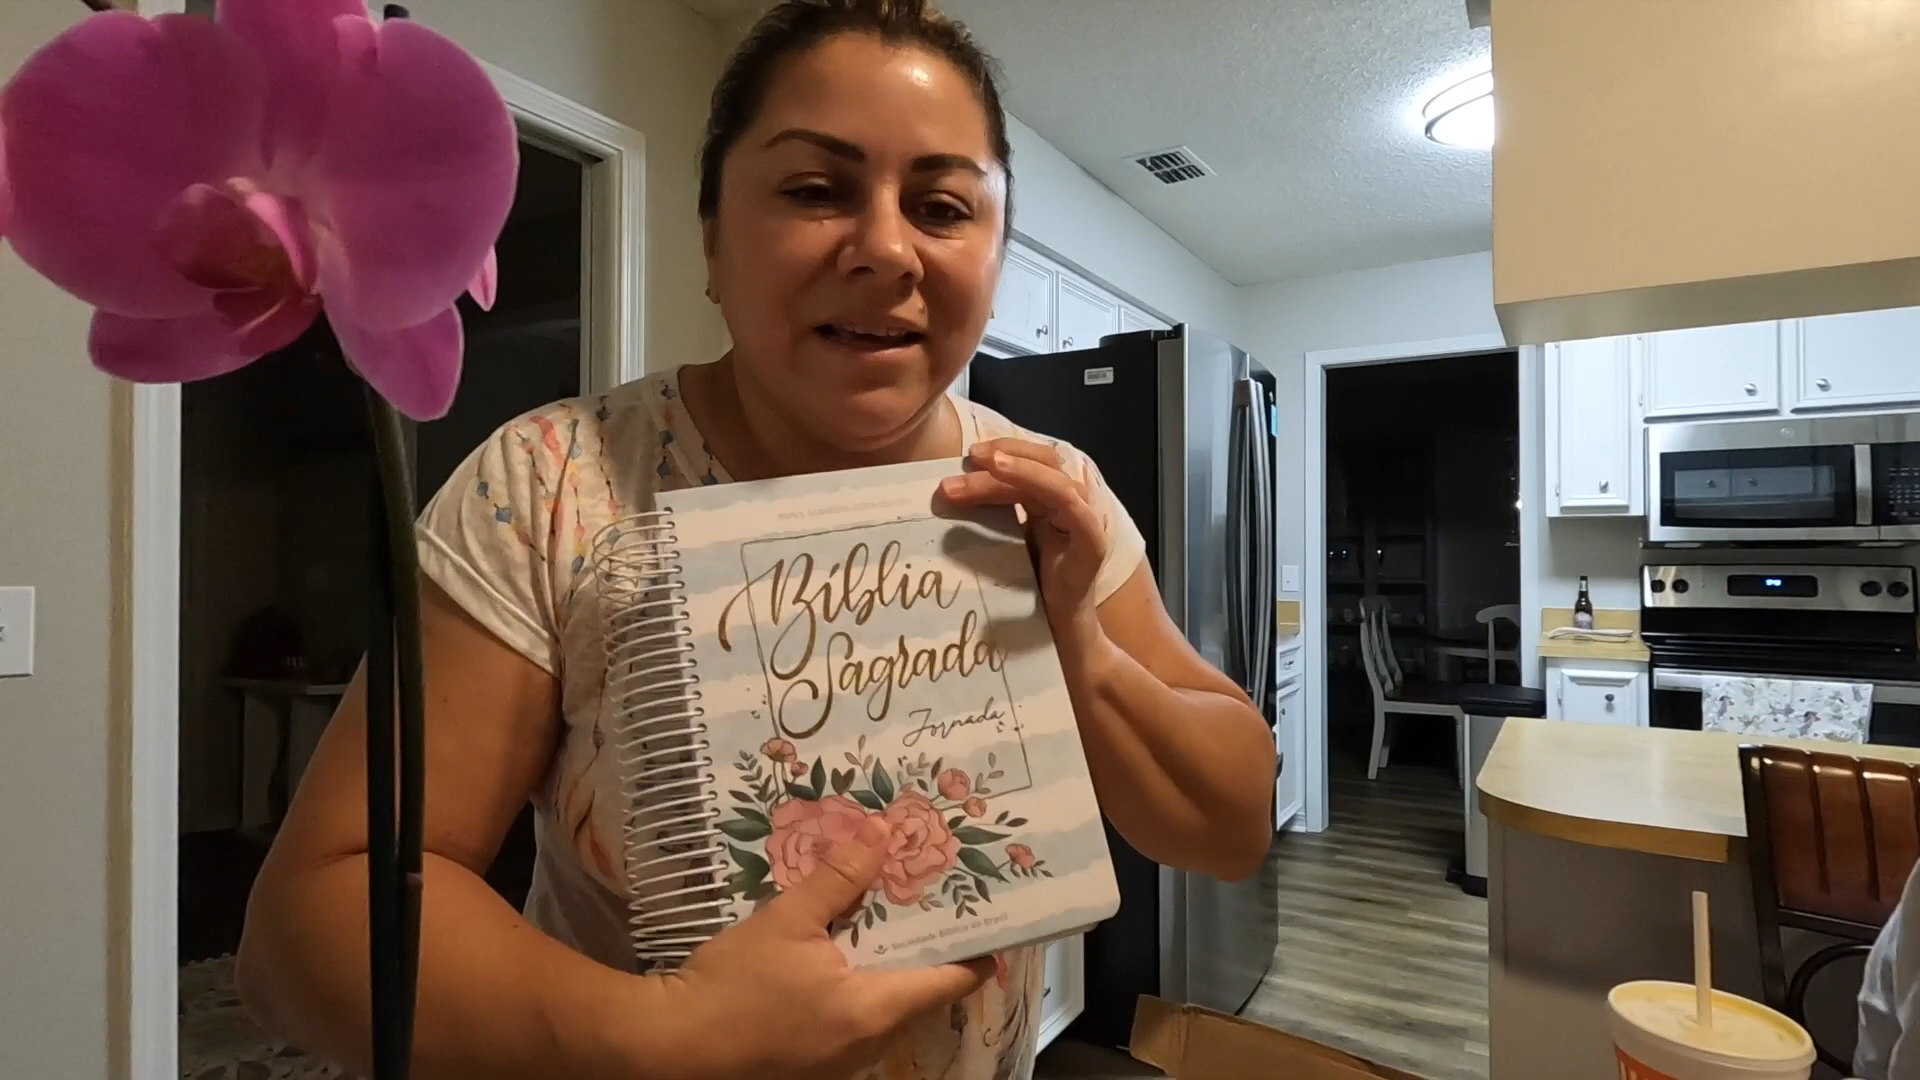 Bíblia
Sagrada
Jornada
Sociedade Bíblica do Brasil